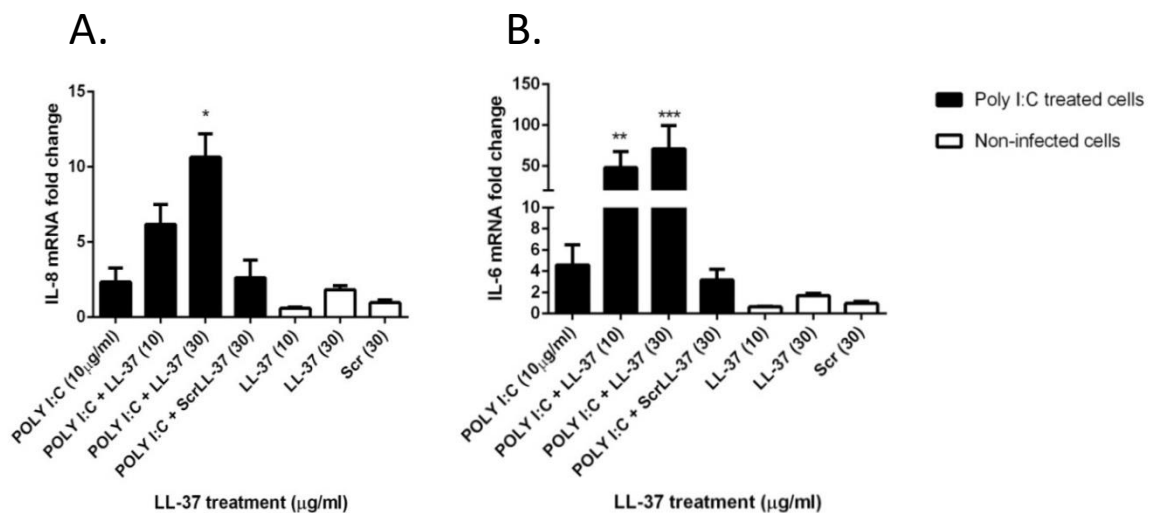 A.
IL-8 mRNA fold change
15
10
5
0
*
POLY I:C (10μg/ml)
POLY I:C + LL-37 (10)
POLY I:C + LL-37 (30)
POLY I:C + ScrLL-37 (30)
LL-37 (10)
LL-37 (30)
Scr (30)
LL-37 treatment (μg/ml)
B.
IL-6 mRNA fold change
150
100
50
10
8
6
4
2
0
**
***
POLY I:C (10μg/ml)
POLY I:C + LL-37 (10)
POLY I:C + LL-37 (30)
POLY I:C + ScrLL-37 (30)
LL-37 (10)
LL-37 (30)
Scr (30)
LL-37 treatment (μg/ml)
Poly I:C treated cells
Non-infected cells